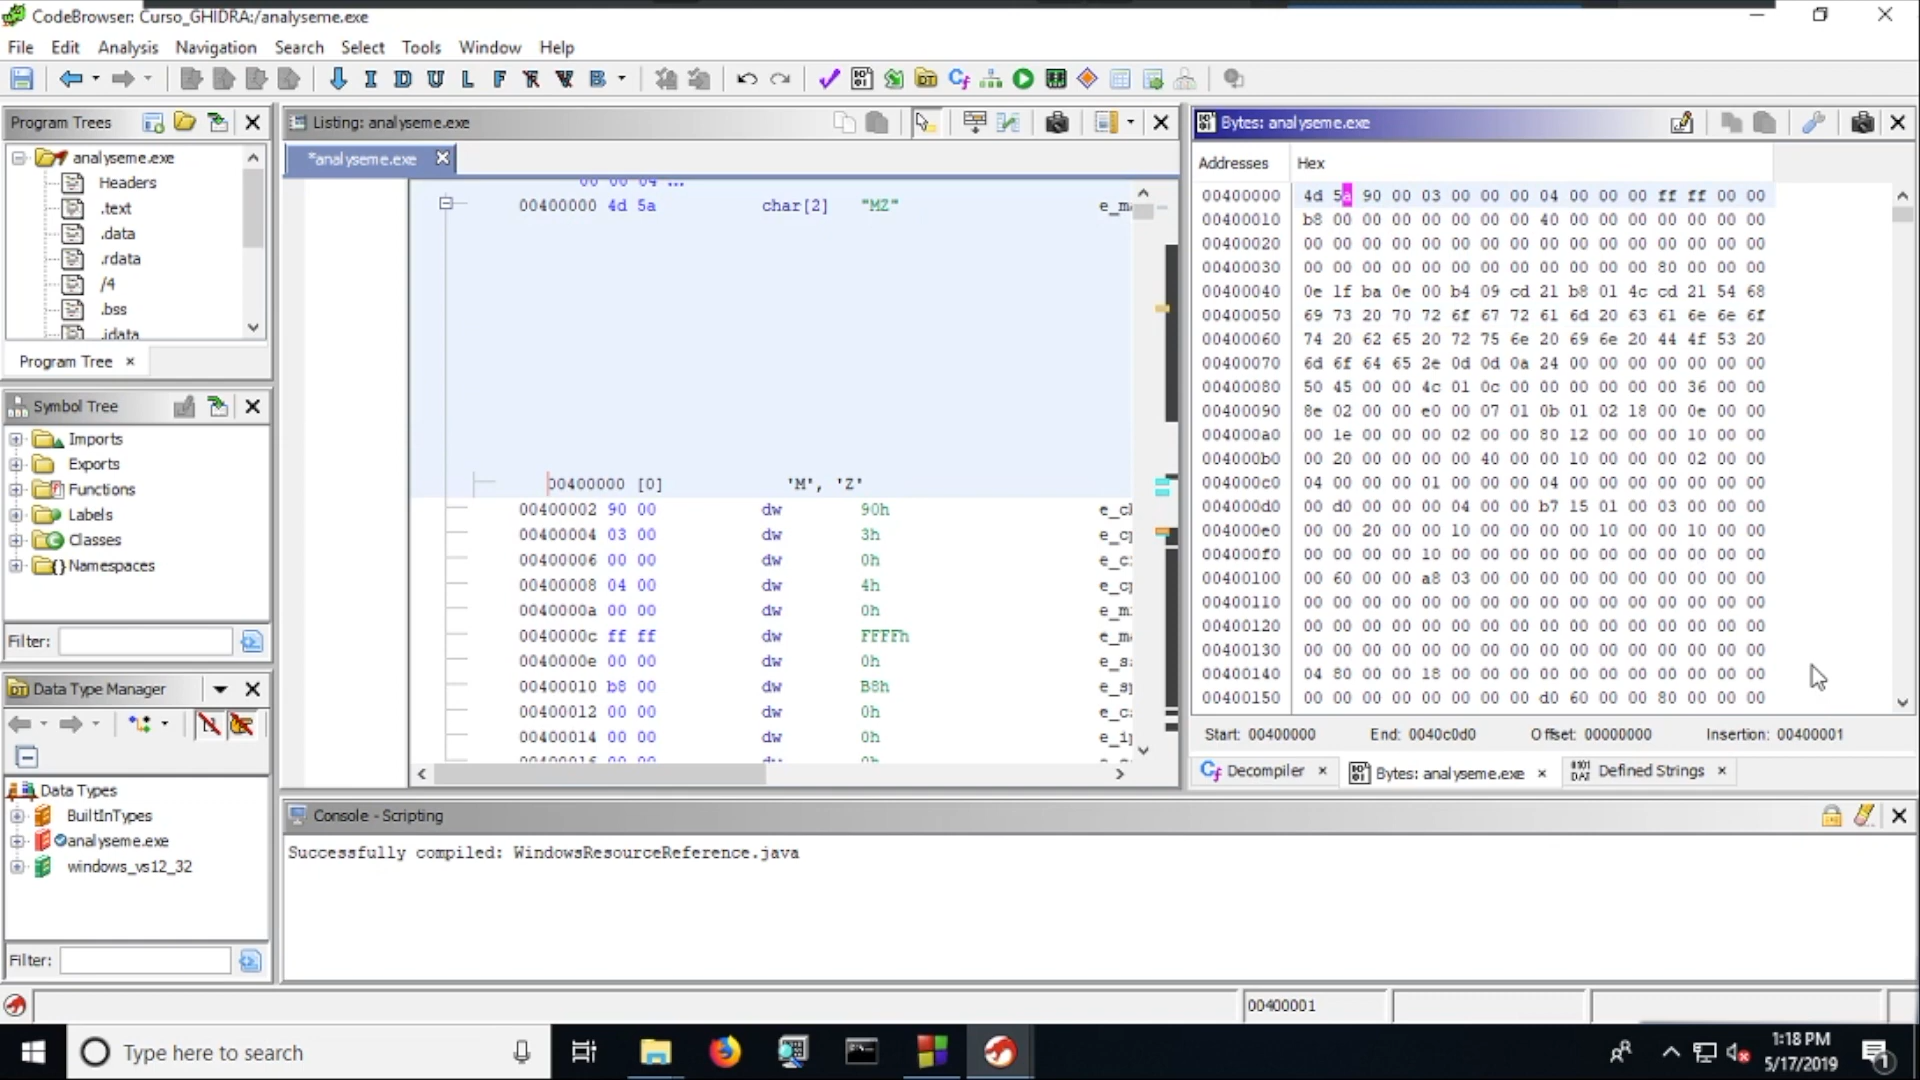 CodeBrowser: Curso_GHIDRA:/analyseme.exe
File Edit Analysis Navigation Search Select Tools Window Help
I D U L F B
Program Trees
analyseme.exe
Headers
.text
.data
.rdata
/4
.bss
.idata
Program Tree ×
Symbol Tree
Imports
Exports
Functions
Labels
Classes
Namespaces
Filter:
Data Type Manager
Data Types
BuiltInTypes
analyseme.exe
windows_vs12_32
Filter:
Listing: analyseme.exe
*analyseme.exe
00 00 04 ...
00400000 4d 5a char[2] "MZ"
00400000 [0] 'M', 'Z'
00400002 90 00 dw 90h
00400004 03 00 dw 3h
00400006 00 00 dw 0h
00400008 04 00 dw 4h
0040000a 00 00 dw 0h
0040000c ff ff dw FFFFh
0040000e 00 00 dw 0h
00400010 b8 00 dw B8h
00400012 00 00 dw 0h
00400014 00 00 dw 0h
00400016 00 00 dw 0h
Bytes: analyseme.exe
Addresses Hex
00400000 4d 5a 90 00 03 00 00 00 04 00 00 00 ff ff 00 00
00400010 b8 00 00 00 00 00 00 00 40 00 00 00 00 00 00 00
00400020 00 00 00 00 00 00 00 00 00 00 00 00 00 00 00 00
00400030 00 00 00 00 00 00 00 00 00 00 00 00 80 00 00 00
00400040 0e 1f ba 0e 00 b4 09 cd 21 b8 01 4c cd 21 54 68
00400050 69 73 20 70 72 6f 67 72 61 6d 20 63 61 6e 6e 6f
00400060 74 20 62 65 20 72 75 6e 20 69 6e 20 44 4f 53 20
00400070 6d 6f 64 65 2e 0d 0d 0a 24 00 00 00 00 00 00 00
00400080 50 45 00 00 4c 01 0c 00 00 00 00 00 00 36 00 00
00400090 8e 02 00 00 e0 00 07 01 0b 01 02 18 00 0e 00 00
004000a0 00 1e 00 00 00 02 00 00 80 12 00 00 00 10 00 00
004000b0 00 20 00 00 00 00 40 00 00 10 00 00 00 02 00 00
004000c0 04 00 00 00 01 00 00 00 04 00 00 00 00 00 00 00
004000d0 00 d0 00 00 00 04 00 00 b7 15 01 00 03 00 00 00
004000e0 00 00 20 00 00 10 00 00 00 00 10 00 00 10 00 00
004000f0 00 00 00 00 10 00 00 00 00 00 00 00 00 00 00 00
00400100 00 60 00 00 a8 03 00 00 00 00 00 00 00 00 00 00
00400110 00 00 00 00 00 00 00 00 00 00 00 00 00 00 00 00
00400120 00 00 00 00 00 00 00 00 00 00 00 00 00 00 00 00
00400130 00 00 00 00 00 00 00 00 00 00 00 00 00 00 00 00
00400140 04 80 00 00 18 00 00 00 00 00 00 00 00 00 00 00
00400150 00 00 00 00 00 00 00 00 d0 60 00 00 80 00 00 00
Start: 00400000 End: 0040c0d0 Offset: 00000000 Insertion: 00400001
Decompiler × Bytes: analyseme.exe × Defined Strings ×
Console - Scripting
Successfully compiled: WindowsResourceReference.java
00400001
Type here to search
1:18 PM
5/17/2019
1